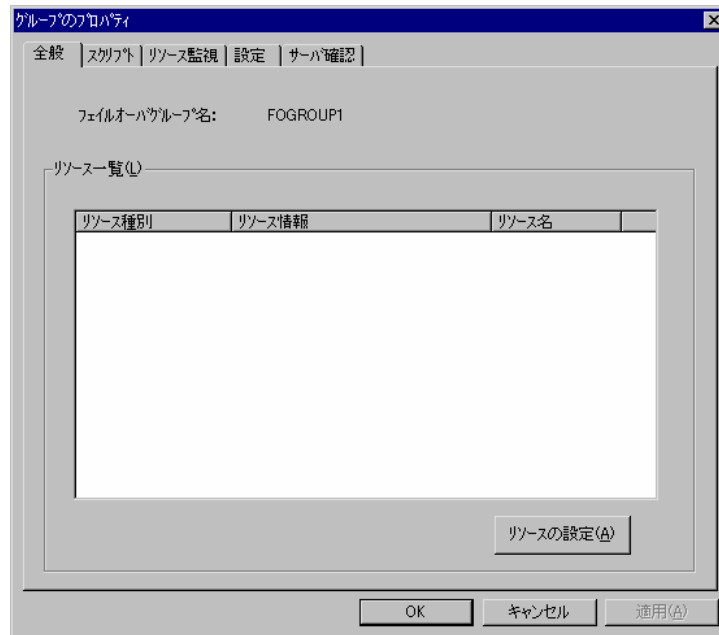 グループのプロパティ
全般 スクリプト リソース監視 設定 サーバ確認
フェイルオーバグループ名: FOGROUP1
リソース一覧(L)
リソース種別 リソース情報 リソース名
リソースの設定(A)
OK キャンセル 適用(A)